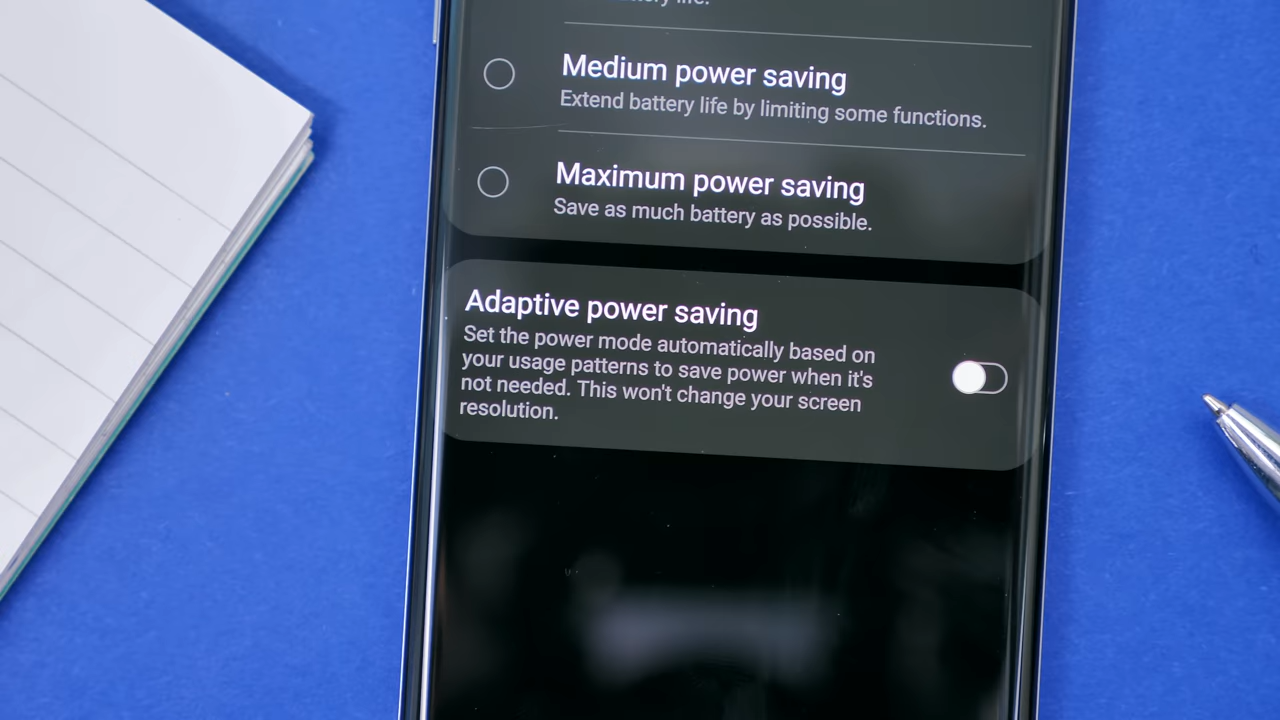 life.
Medium power saving
Extend battery life by limiting some functions.
Maximum power saving
Save as much battery as possible.
Adaptive power saving
Set the power mode automatically based on
your usage patterns to save power when it's
not needed. This won't change your screen
resolution.